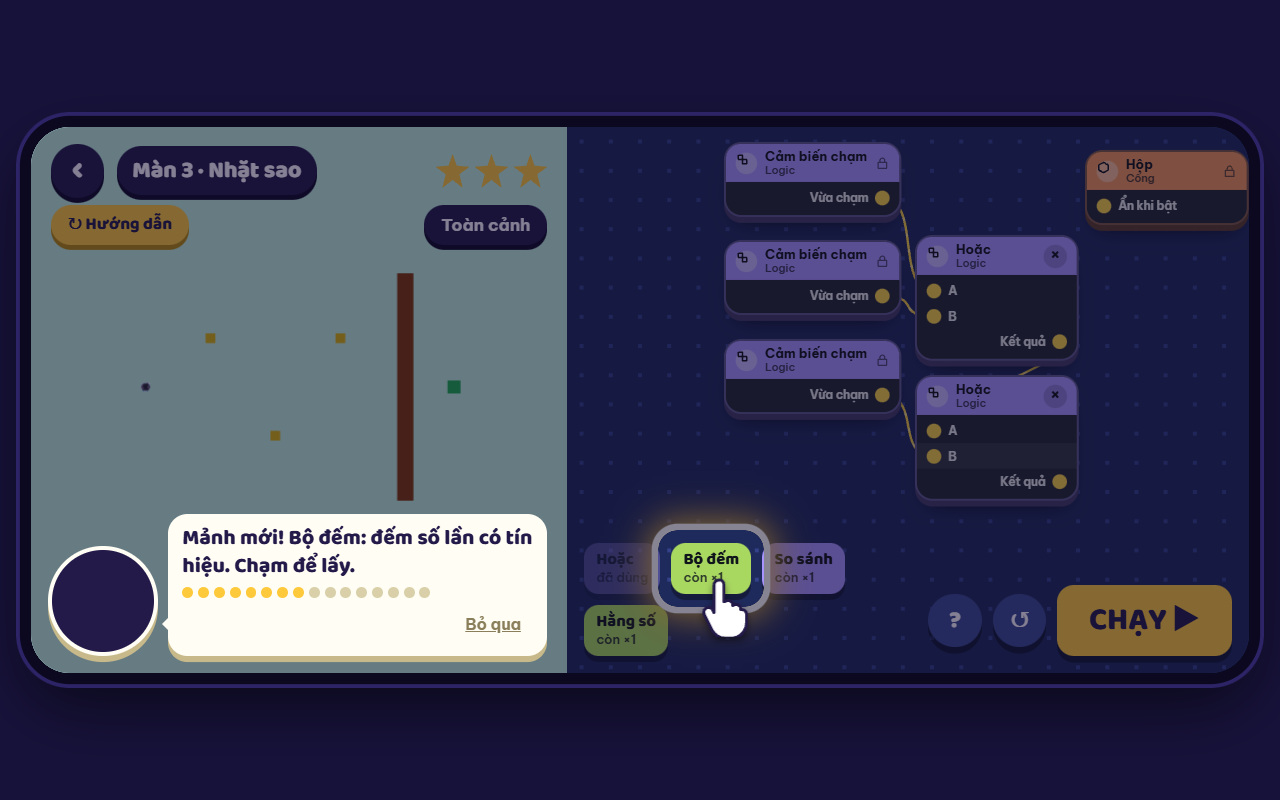 Màn 3 • Nhặt sao
↻ Hướng dẫn
Toàn cảnh
Mảnh mới! Bộ đếm: đếm số lần có tín
hiệu. Chạm để lấy.
Bỏ qua
Cảm biến chạm
Logic
Vừa chạm
Cảm biến chạm
Logic
Vừa chạm
Cảm biến chạm
Logic
Vừa chạm
Hoặc
Logic
A
B
Kết quả
Hoặc
Logic
A
B
Kết quả
Hộp
Cổng
Ẩn khi bật
Hoặc
đã dùng
Bộ đếm
còn ×1
So sánh
còn ×1
Hằng số
còn ×1
?
CHẠY